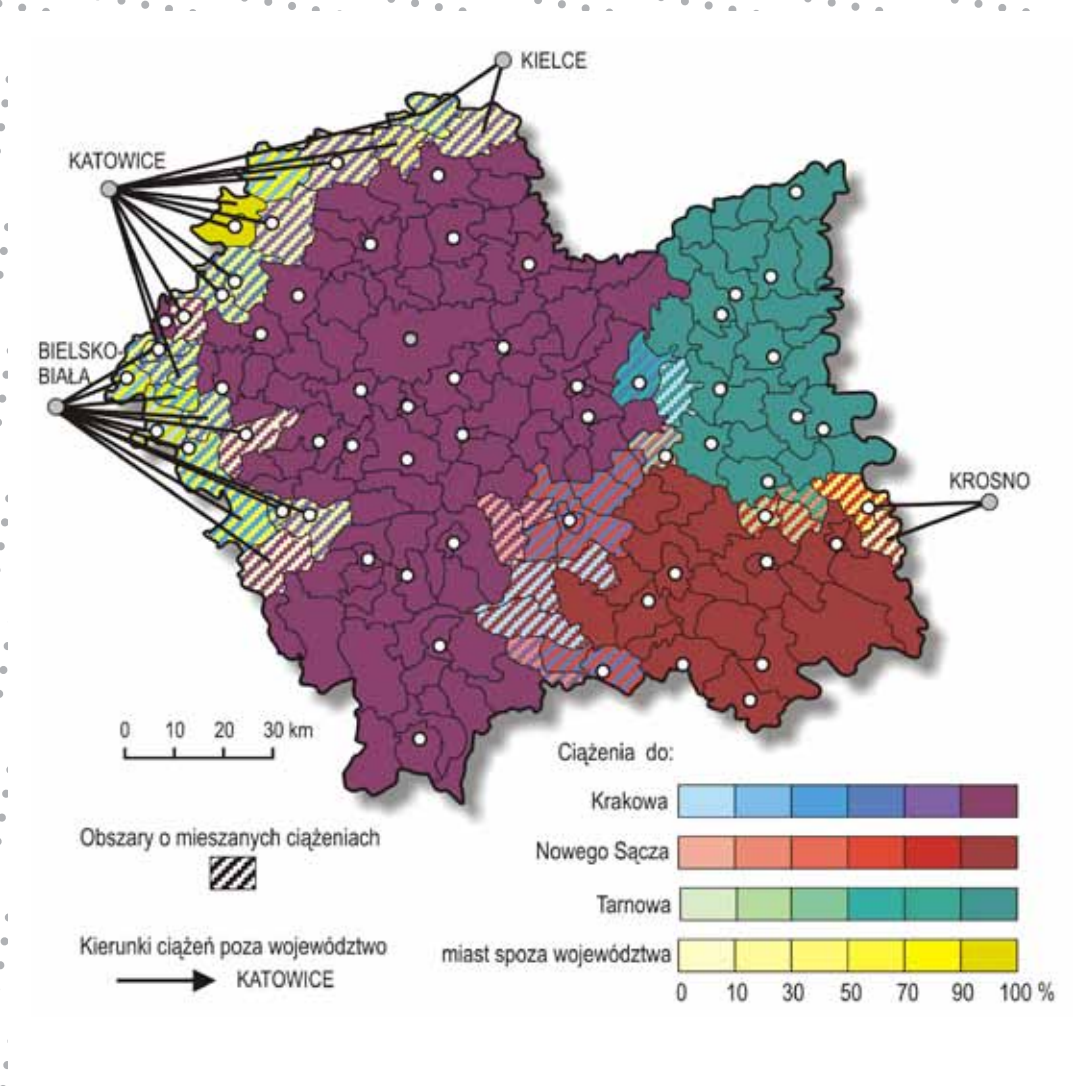 KIELCE
KATOWICE
BIELSKO-
BIAŁA
KROSNO
0 10 20 30 km
Ciążenia do:
Krakowa
Obszary o mieszanych ciążeniach
Nowego Sącza
Tarnowa
Kierunki ciążeń poza województwo
miast spoza województwa
KATOWICE
0 10 30 50 70 90 100 %